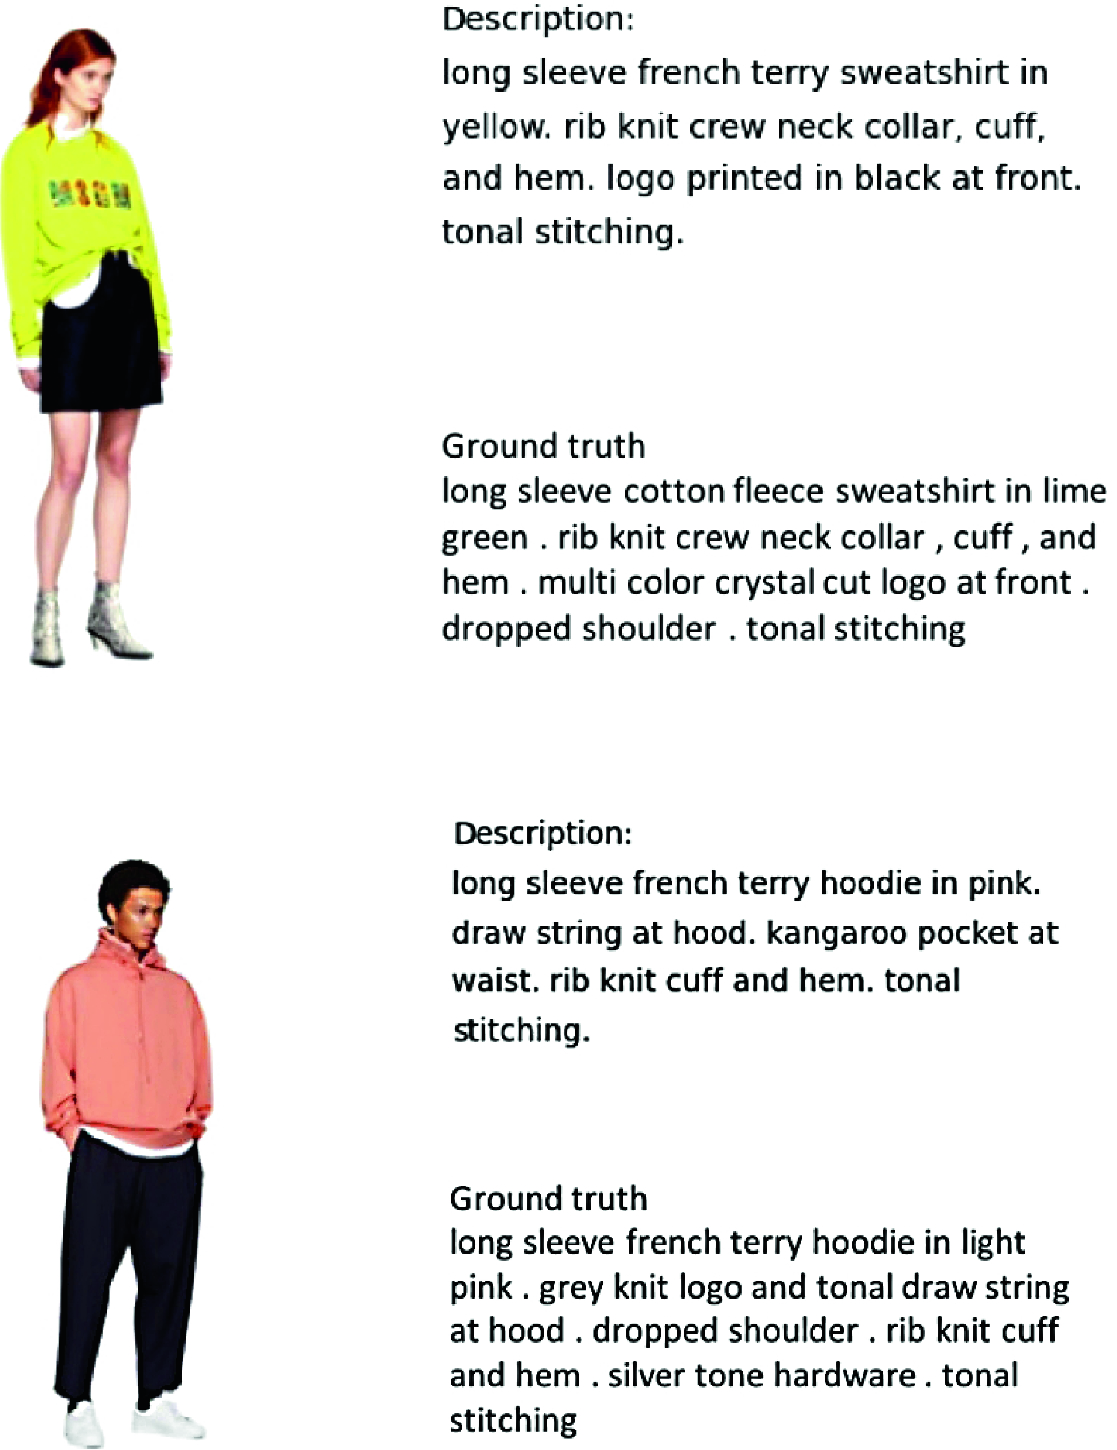 Description:
long sleeve french terry sweatshirt in
yellow. rib knit crew neck collar, cuff,
and hem. logo printed in black at front.
tonal stitching.
MSGM
Ground truth
long sleeve cotton fleece sweatshirt in lime
green . rib knit crew neck collar , cuff , and
hem . multi color crystal cut logo at front .
dropped shoulder . tonal stitching
Description:
long sleeve french terry hoodie in pink.
draw string at hood. kangaroo pocket at
waist. rib knit cuff and hem. tonal
stitching.
Ground truth
long sleeve french terry hoodie in light
pink . grey knit logo and tonal draw string
at hood . dropped shoulder . rib knit cuff
and hem . silver tone hardware . tonal
stitching